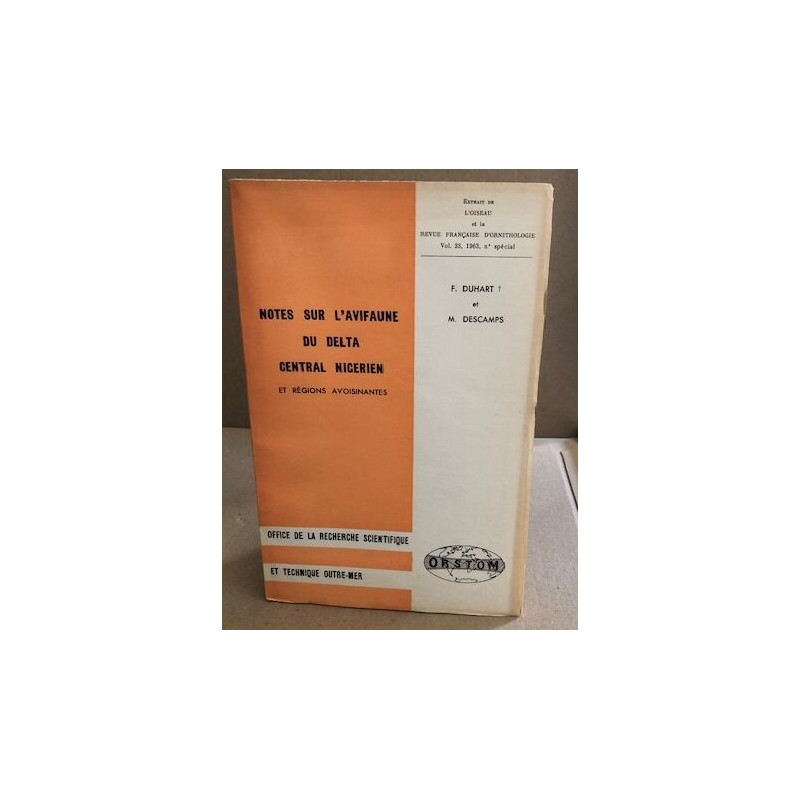 EXTRAIT DE
L'OISEAU
et la
REVUE FRANÇAISE D'ORNITHOLOGIE
Vol. 33, 1963, n° spécial
F. DUHART †
et
M. DESCAMPS
NOTES SUR L'AVIFAUNE
DU DELTA
CENTRAL NIGERIEN
ET RÉGIONS AVOISINANTES
OFFICE DE LA RECHERCHE SCIENTIFIQUE
ET TECHNIQUE OUTRE-MER
ORSTOM